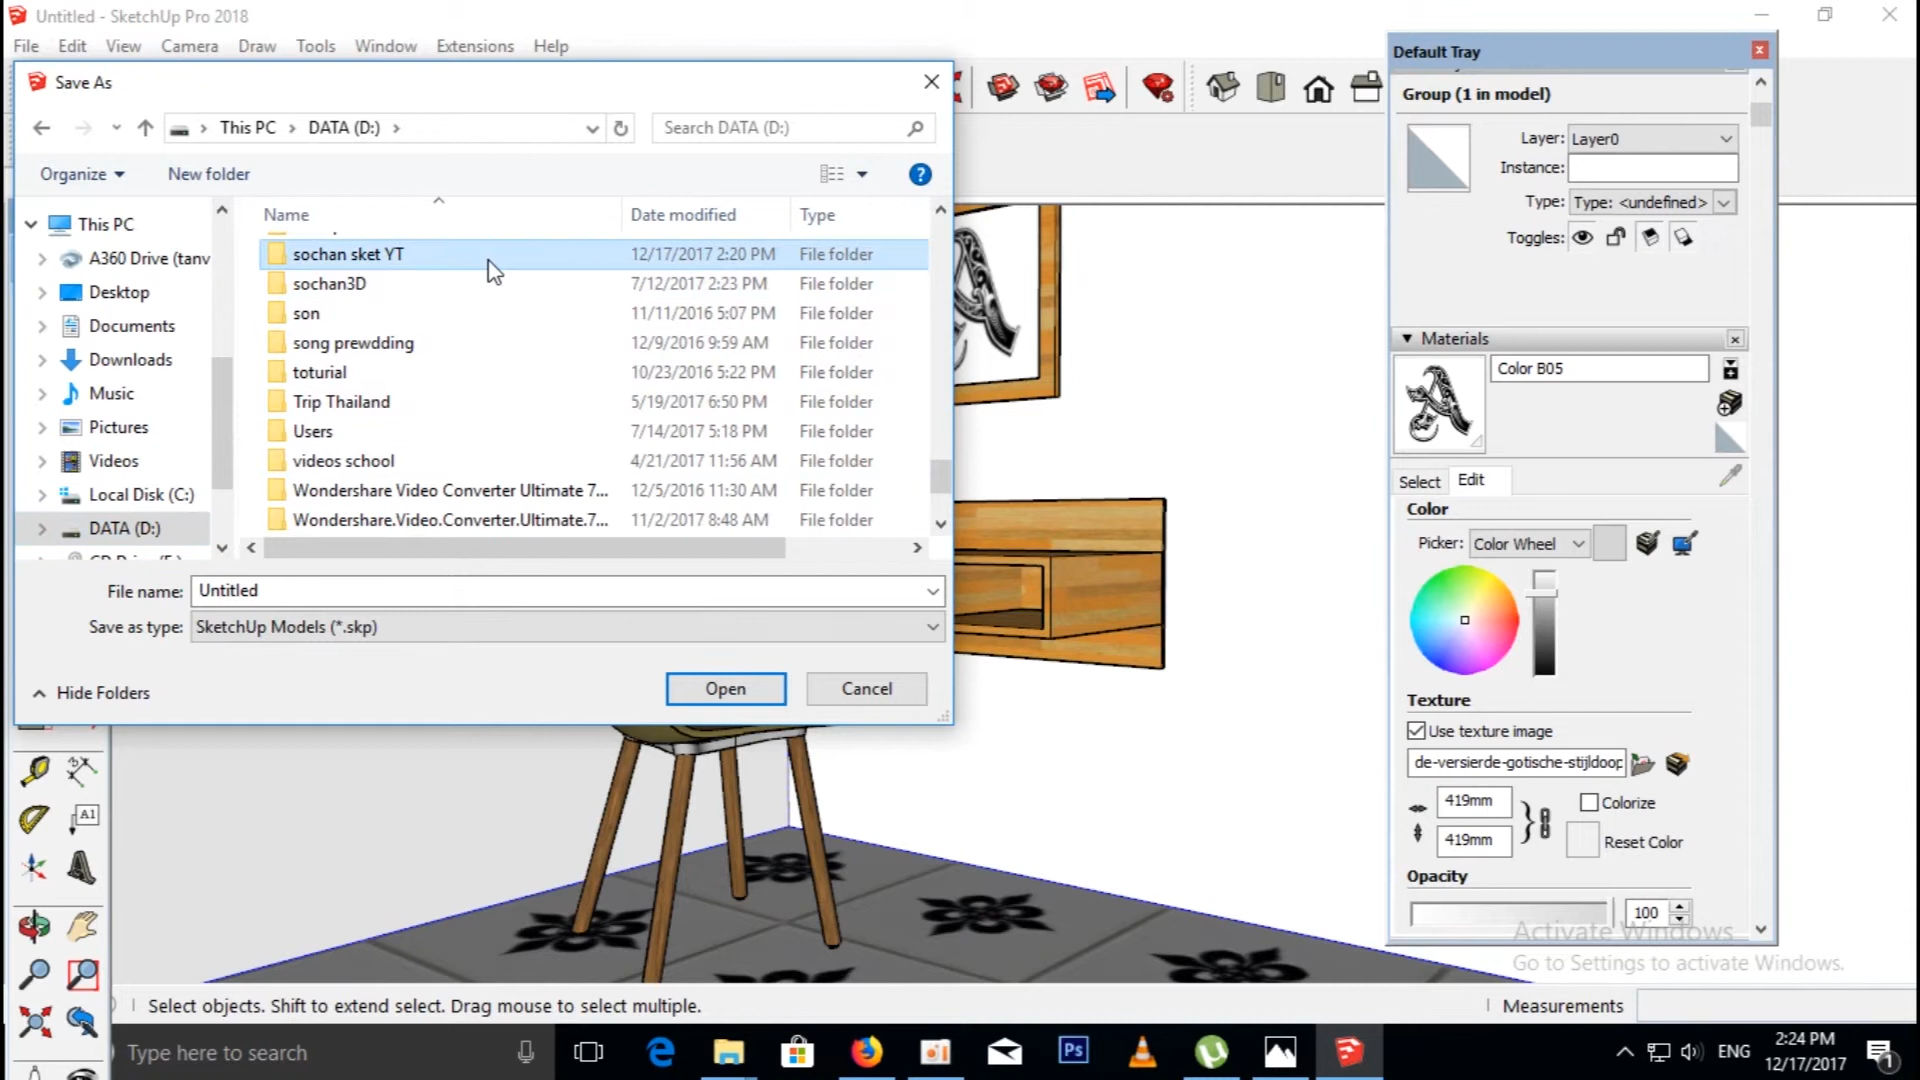 Untitled - SketchUp Pro 2018
File Edit View Camera Draw Tools Window Extensions Help
Save As
This PC DATA (D:)
Search DATA (D:)
Organize
New folder
This PC
A360 Drive (tanv
Desktop
Documents
Downloads
Music
Pictures
Videos
Local Disk (C:)
DATA (D:)
Name Date modified Type
sochan sket YT 12/17/2017 2:20 PM File folder
sochan3D 7/12/2017 2:23 PM File folder
son 11/11/2016 5:07 PM File folder
song prewdding 12/9/2016 9:59 AM File folder
toturial 10/23/2016 5:22 PM File folder
Trip Thailand 5/19/2017 6:50 PM File folder
Users 7/14/2017 5:18 PM File folder
videos school 4/21/2017 11:56 AM File folder
Wondershare Video Converter Ultimate 7... 12/5/2016 11:30 AM File folder
Wondershare.Video.Converter.Ultimate.7... 11/2/2017 8:48 AM File folder
File name: Untitled
Save as type: SketchUp Models (*.skp)
Hide Folders
Open
Cancel
Default Tray
Group (1 in model)
Layer: Layer0
Instance:
Type: Type: <undefined>
Toggles:
Materials
Color B05
Select Edit
Color
Picker: Color Wheel
Texture
Use texture image
de-versierde-gotische-stijldoop
419mm
Colorize
419mm
Reset Color
Opacity
100
Activate Windows
Go to Settings to activate Windows.
A1
Select objects. Shift to extend select. Drag mouse to select multiple.
Measurements
Type here to search
Ps
ENG
2:24 PM
12/17/2017
1